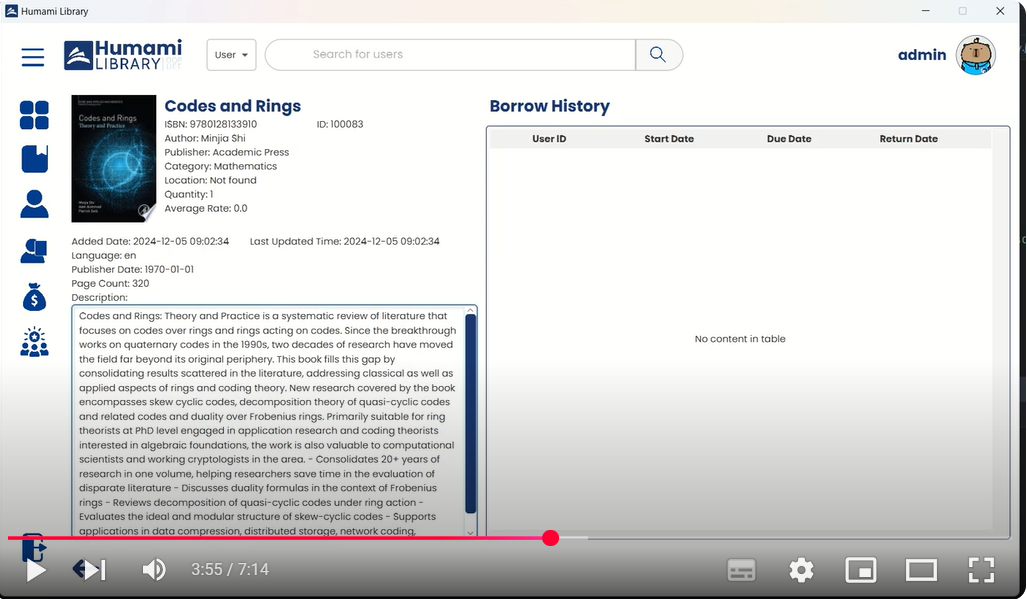 Humami Library
Humami
LIBRARY
User
Search for users
admin
Codes and Rings
Theory and Practice
Codes and Rings
ISBN: 9780128133910 ID: 100083
Author: Minjia Shi
Publisher: Academic Press
Category: Mathematics
Location: Not found
Quantity: 1
Average Rate: 0.0
Added Date: 2024-12-05 09:02:34 Last Updated Time: 2024-12-05 09:02:34
Language: en
Publisher Date: 1970-01-01
Page Count: 320
Description:
Codes and Rings: Theory and Practice is a systematic review of literature that
focuses on codes over rings and rings acting on codes. Since the breakthrough
works on quaternary codes in the 1990s, two decades of research have moved
the field far beyond its original periphery. This book fills this gap by
consolidating results scattered in the literature, addressing classical as well as
applied aspects of rings and coding theory. New research covered by the book
encompasses skew cyclic codes, decomposition theory of quasi-cyclic codes
and related codes and duality over Frobenius rings. Primarily suitable for ring
theorists at PhD level engaged in application research and coding theorists
interested in algebraic foundations, the work is also valuable to computational
scientists and working cryptologists in the area. - Consolidates 20+ years of
research in one volume, helping researchers save time in the evaluation of
disparate literature - Discusses duality formulas in the context of Frobenius
rings - Reviews decomposition of quasi-cyclic codes under ring action -
Evaluates the ideal and modular structure of skew-cyclic codes - Supports
applications in data compression, distributed storage, network coding,
Borrow History
User ID Start Date Due Date Return Date
No content in table
3:55 / 7:14